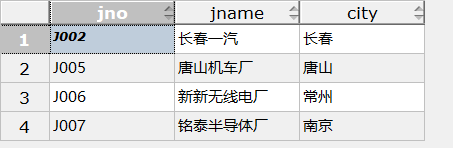 jno jname city
1 J002 长春一汽 长春
2 J005 唐山机车厂 唐山
3 J006 新新无线电厂 常州
4 J007 铭泰半导体厂 南京